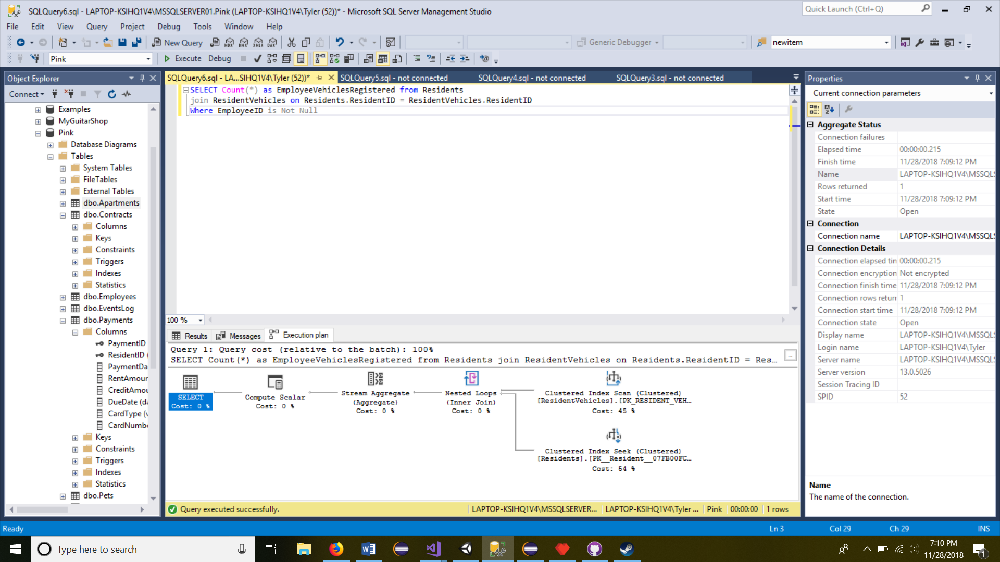 SQLQuery6.sql - LAPTOP-KSIHQ1V4\MSSQLSERVER01.Pink (LAPTOP-KSIHQ1V4\Tyler (52))* - Microsoft SQL Server Management Studio
Quick Launch (Ctrl+Q)
File Edit View Query Project Debug Tools Window Help
New Query MDX DMX XMLA DAX Generic Debugger newitem
Pink Execute Debug
Object Explorer
Connect
Examples
MyGuitarShop
Pink
Database Diagrams
Tables
System Tables
FileTables
External Tables
dbo.Apartments
dbo.Contracts
Columns
Keys
Constraints
Triggers
Indexes
Statistics
dbo.Employees
dbo.EventsLog
dbo.Payments
Columns
PaymentID
ResidentID (
PaymentDa
RentAmour
CreditAmou
DueDate (da
CardType (v
CardNumbe
Keys
Constraints
Triggers
Indexes
Statistics
dbo.Pets
SQLQuery6.sql - LA...SIHQ1V4\Tyler (52))* SQLQuery5.sql - not connected SQLQuery4.sql - not connected SQLQuery3.sql - not connected
SELECT Count(*) as EmployeeVehiclesRegistered from Residents
join ResidentVehicles on Residents.ResidentID = ResidentVehicles.ResidentID
Where EmployeeID is Not Null
100 %
Results Messages Execution plan
Query 1: Query cost (relative to the batch): 100%
SELECT Count(*) as EmployeeVehiclesRegistered from Residents join ResidentVehicles on Residents.ResidentID = Res...
SELECT
Cost: 0 %
Compute Scalar
Cost: 0 %
Stream Aggregate
(Aggregate)
Cost: 0 %
Nested Loops
(Inner Join)
Cost: 0 %
Clustered Index Scan (Clustered)
[ResidentVehicles].[PK_RESIDENT_VEH...
Cost: 45 %
Clustered Index Seek (Clustered)
[Residents].[PK__Resident__07FB00FC...
Cost: 54 %
Query executed successfully. LAPTOP-KSIHQ1V4\MSSQLSERVER... LAPTOP-KSIHQ1V4\Tyler ... Pink 00:00:00 1 rows
Properties
Current connection parameters
Aggregate Status
Connection failures
Elapsed time 00:00:00.215
Finish time 11/28/2018 7:09:12 PM
Name LAPTOP-KSIHQ1V4\MSSQLS
Rows returned 1
Start time 11/28/2018 7:09:12 PM
State Open
Connection
Connection name LAPTOP-KSIHQ1V4\MSSQLS
Connection Details
Connection elapsed tin 00:00:00.215
Connection encryption Not encrypted
Connection finish time 11/28/2018 7:09:12 PM
Connection rows returr 1
Connection start time 11/28/2018 7:09:12 PM
Connection state Open
Display name LAPTOP-KSIHQ1V4\MSSQLS
Login name LAPTOP-KSIHQ1V4\Tyler
Server name LAPTOP-KSIHQ1V4\MSSQLS
Server version 13.0.5026
Session Tracing ID
SPID 52
Name
The name of the connection.
Ready Ln 3 Col 29 Ch 29 INS
Type here to search
7:10 PM
11/28/2018
1